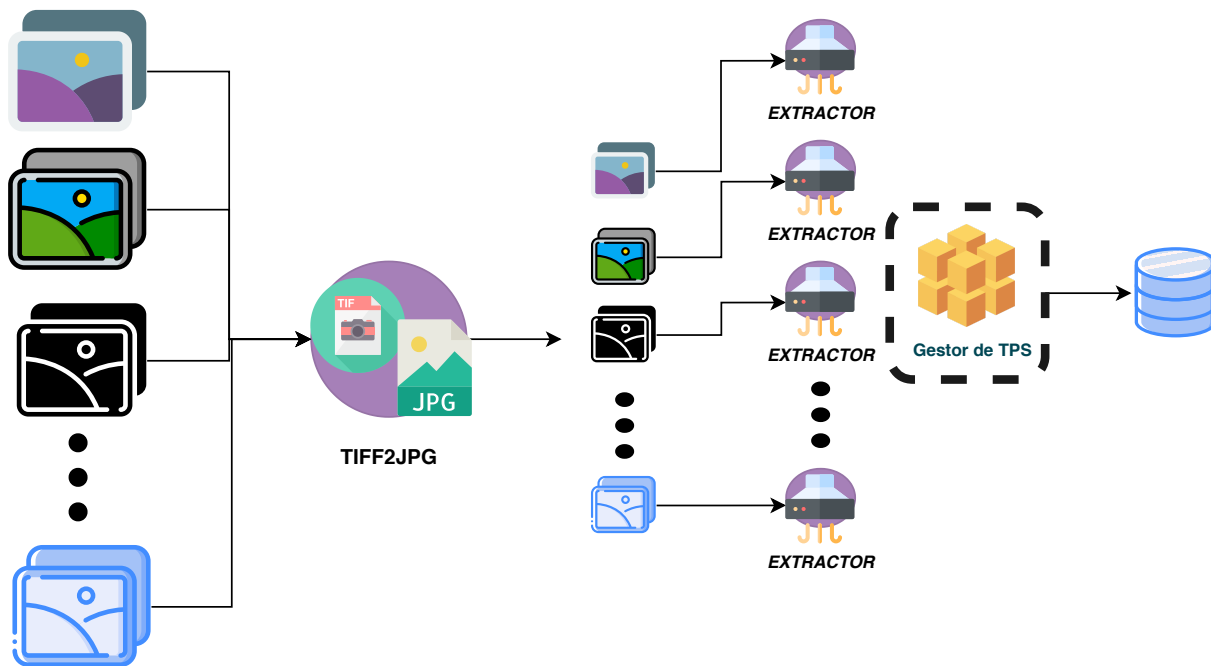 TIF
JPG
TIFF2JPG
EXTRACTOR
EXTRACTOR
EXTRACTOR
EXTRACTOR
Gestor de TPS